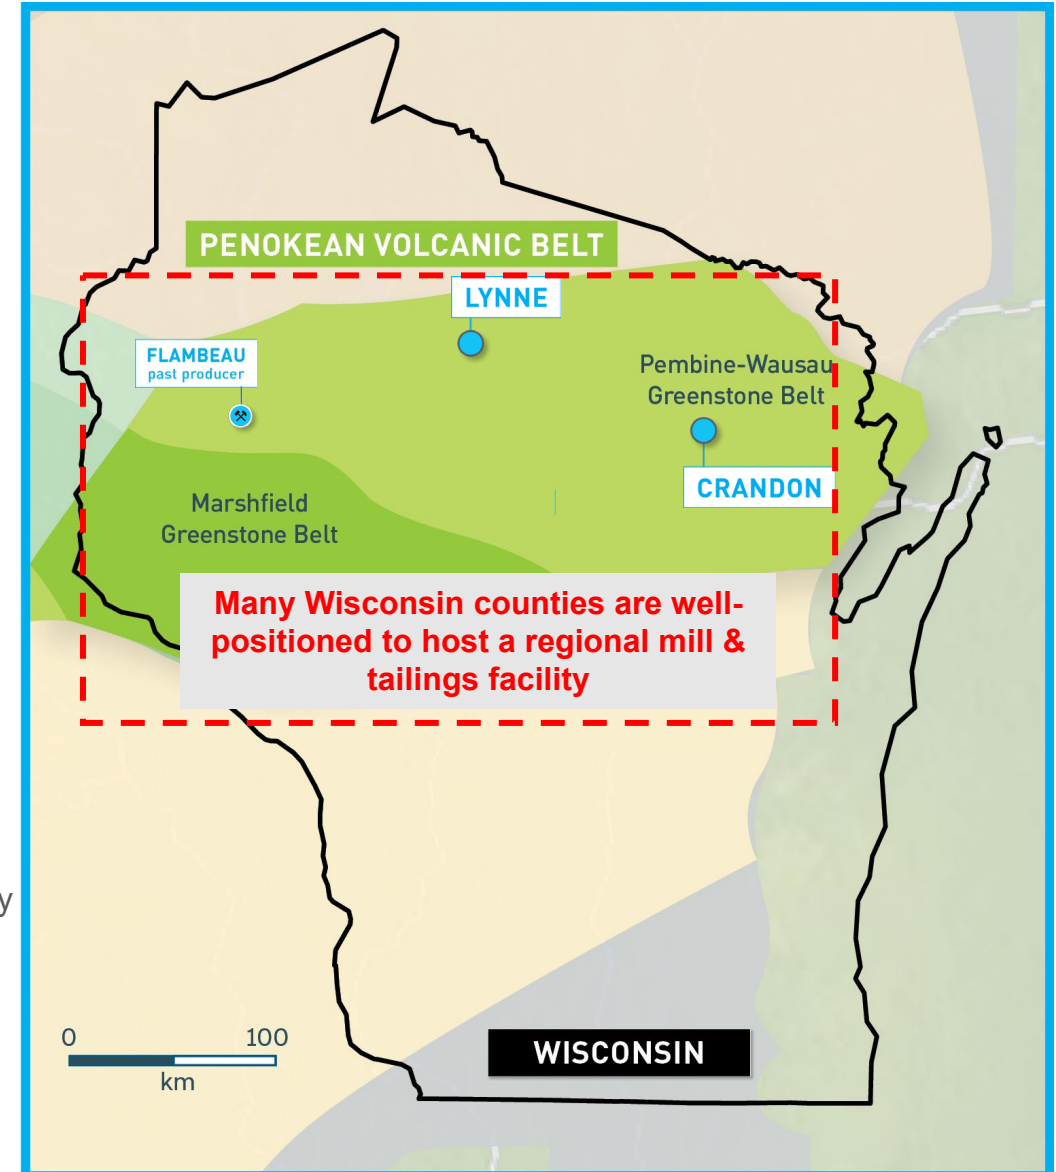 PENOKEAN VOLCANIC BELT
LYNNE
FLAMBEAU
past producer
Pembine-Wausau
Greenstone Belt
CRANDON
Marshfield
Greenstone Belt
Many Wisconsin counties are well-
positioned to host a regional mill &
tailings facility
y
0 100
km
WISCONSIN